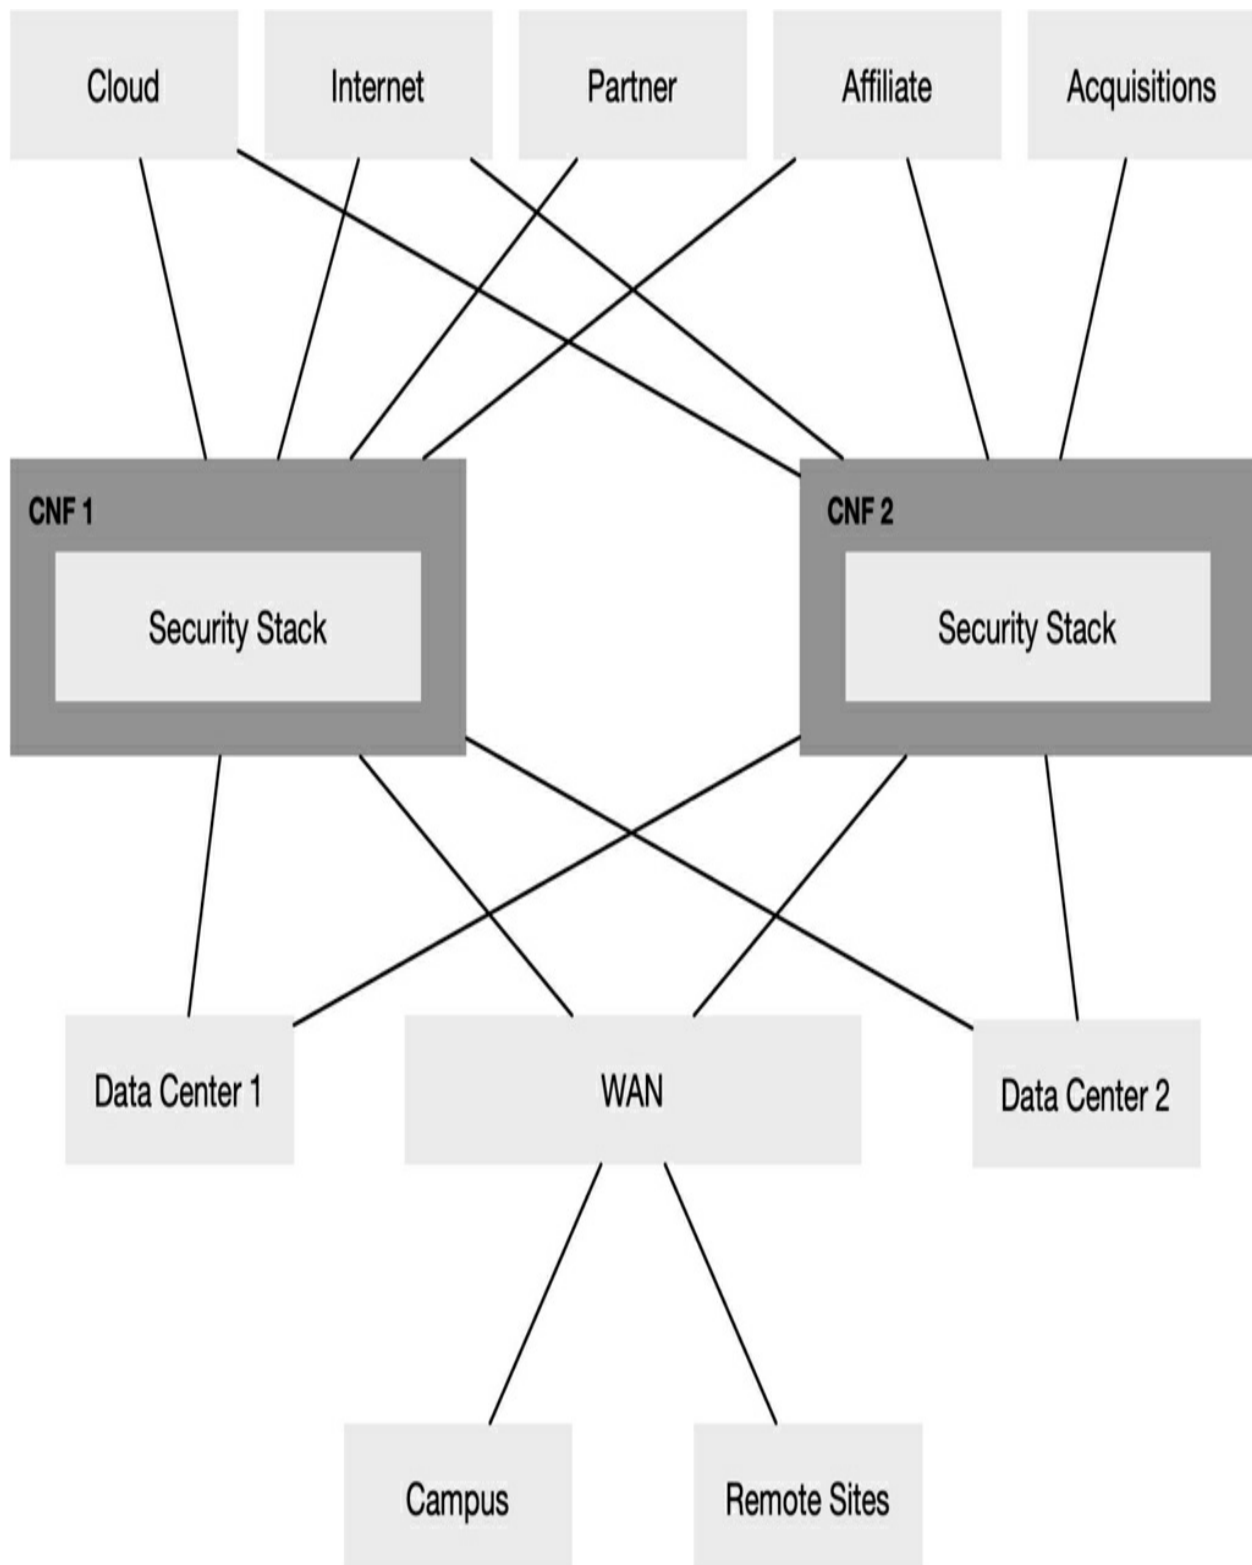 Cloud
Internet
Partner
Affiliate
Acquisitions
CNF 1
Security Stack
CNF 2
Security Stack
Data Center 1
WAN
Data Center 2
Campus
Remote Sites